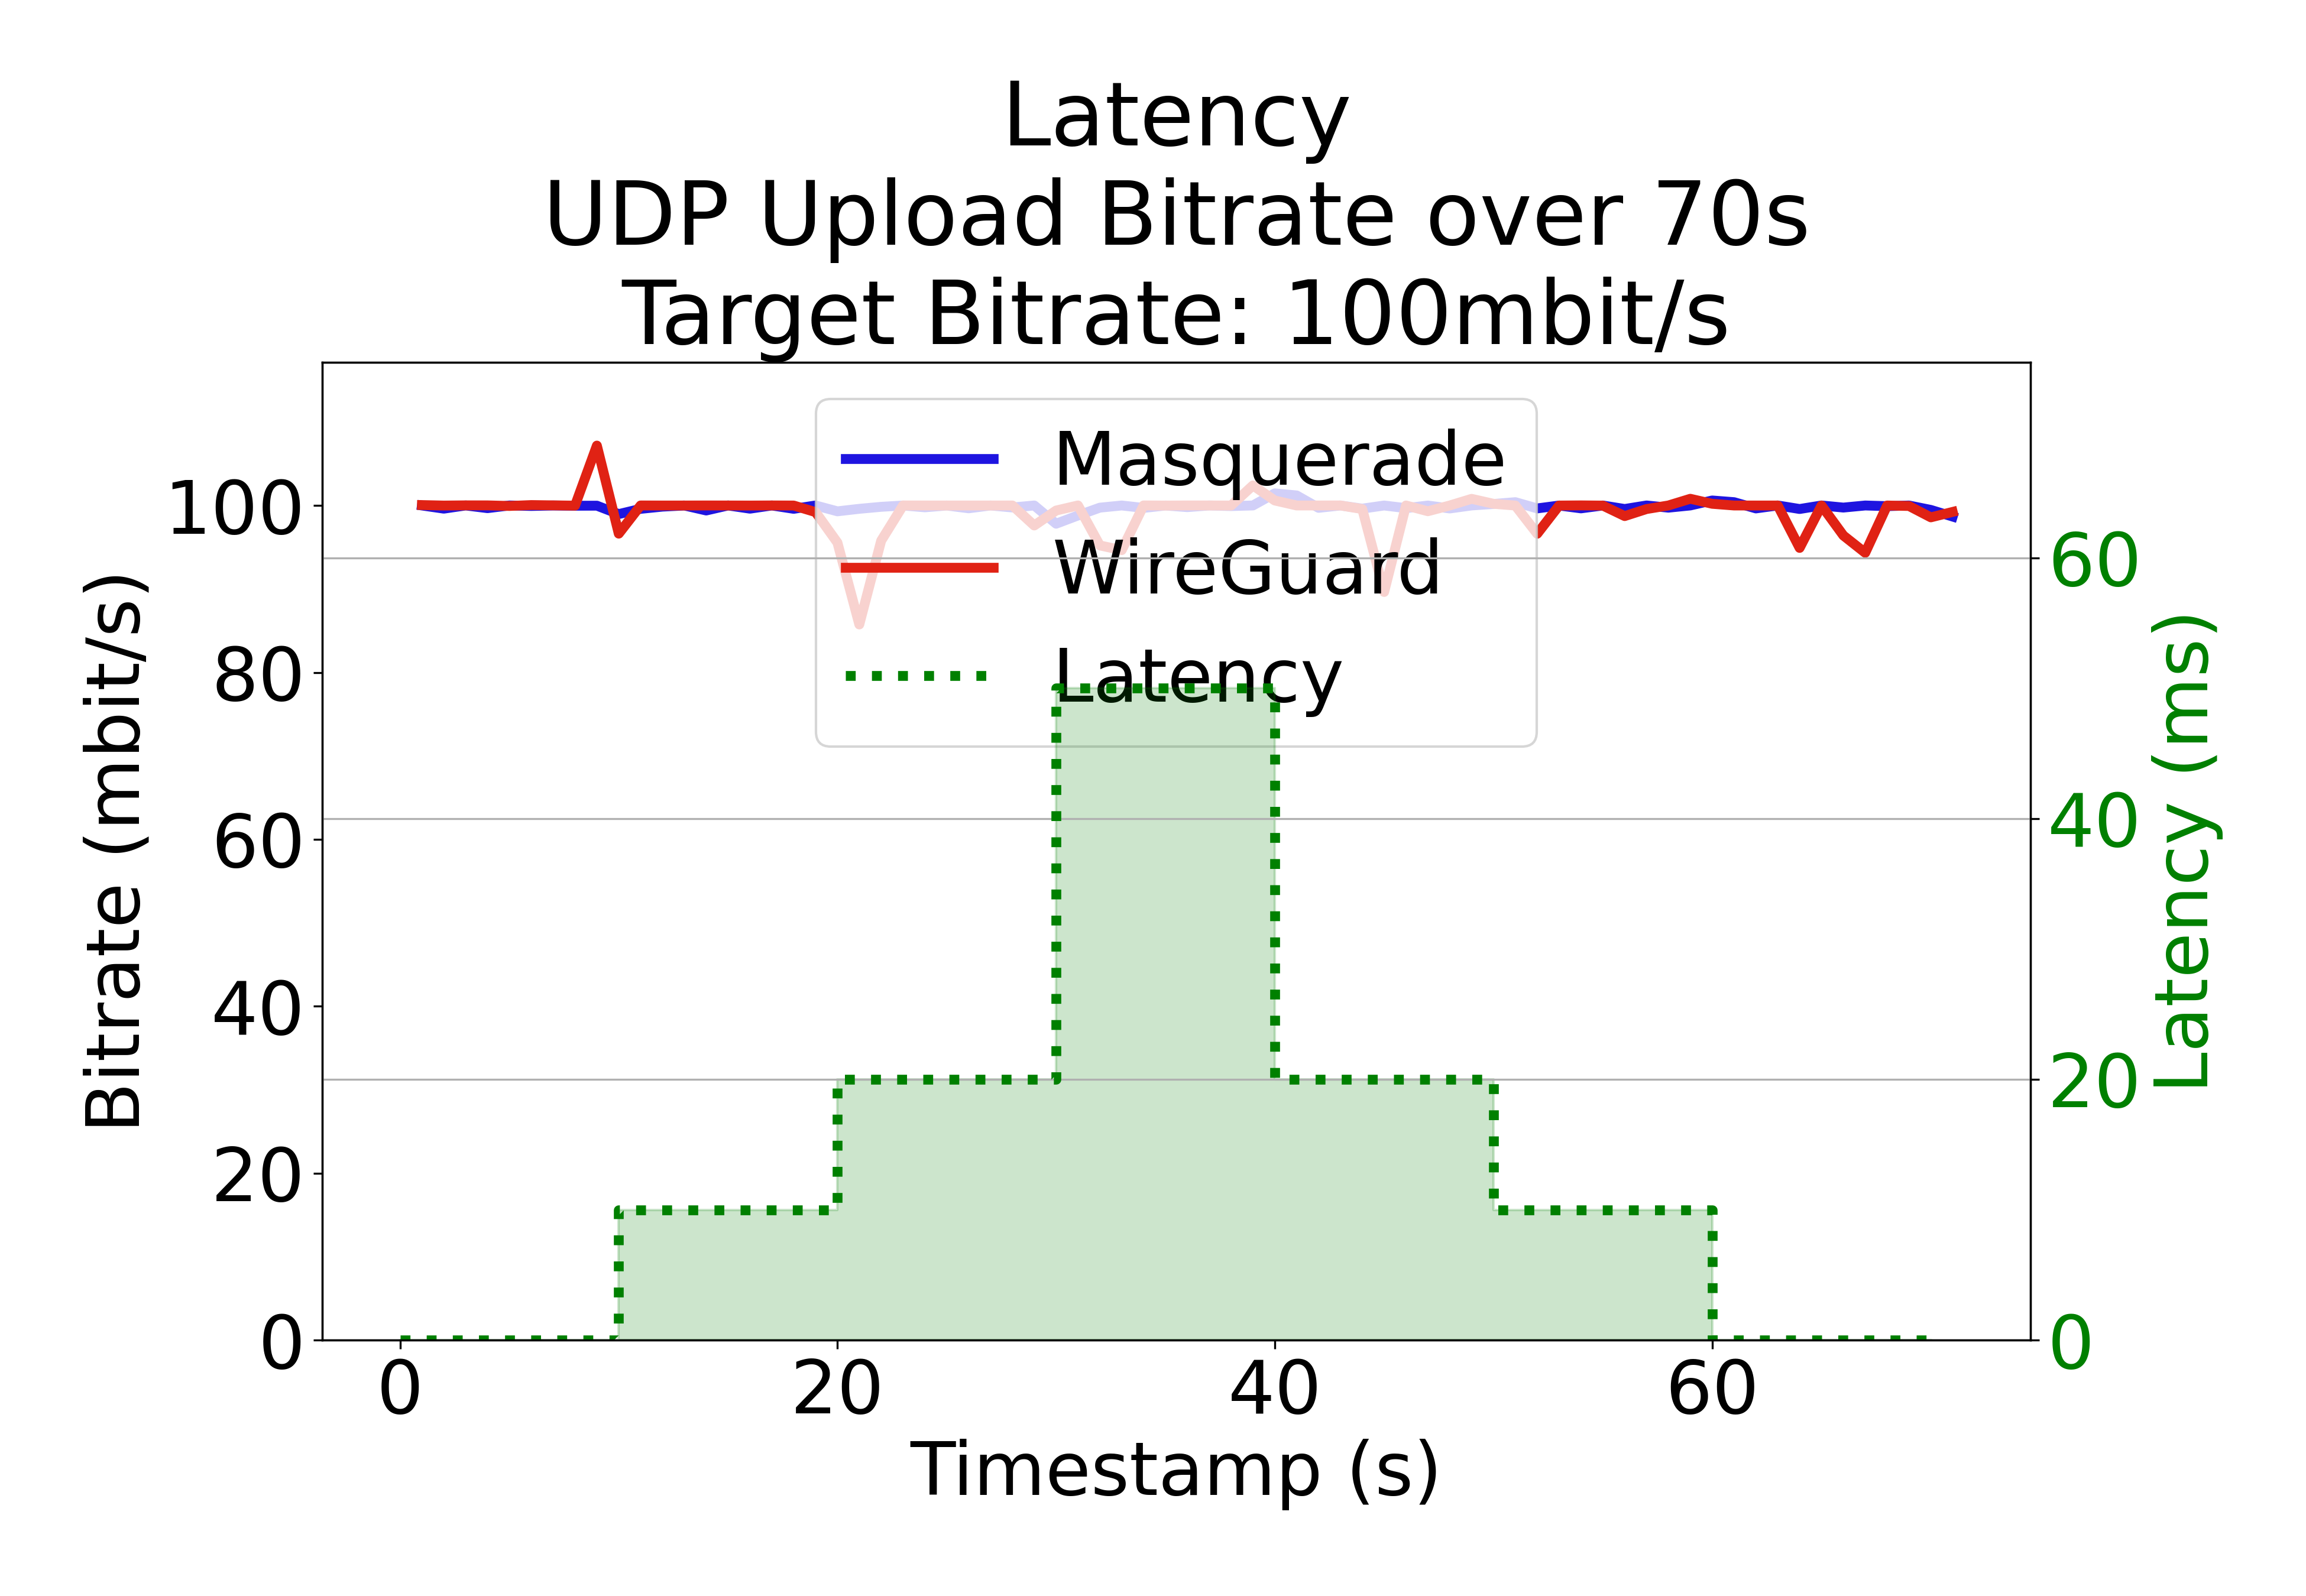 Latency
UDP Upload Bitrate over 70s
Target Bitrate: 100mbit/s
Masquerade
WireGuard
Latency
Bitrate (mbit/s)
100
80
60
40
20
0
60
40
20
0
Latency (ms)
0 20 40 60
Timestamp (s)